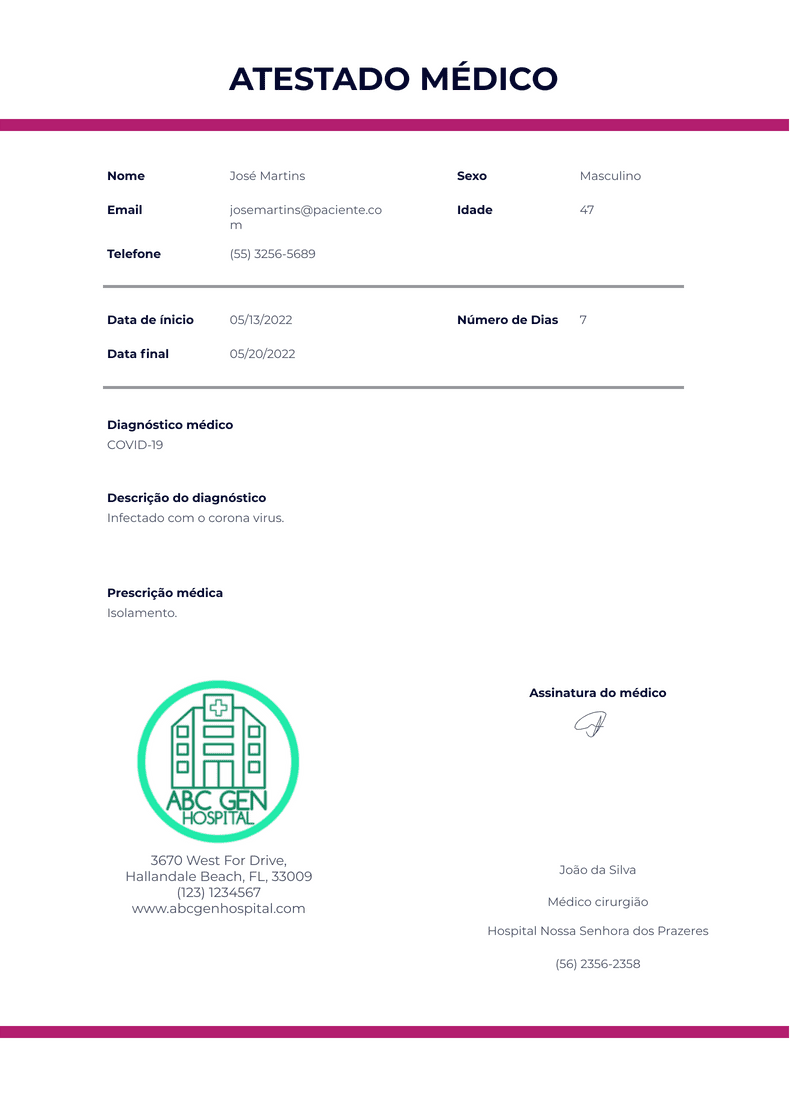 ATESTADO MÉDICO
Nome José Martins Sexo Masculino
Email josemartins@paciente.co Idade 47
m
Telefone (55) 3256-5689
Data de ínicio 05/13/2022 Número de Dias 7
Data final 05/20/2022
Diagnóstico médico
COVID-19
Descrição do diagnóstico
Infectado com o corona virus.
Prescrição médica
Isolamento.
ABC GEN
HOSPITAL
3670 West For Drive,
Hallandale Beach, FL, 33009
(123) 1234567
www.abcgenhospital.com
Assinatura do médico
João da Silva
Médico cirurgião
Hospital Nossa Senhora dos Prazeres
(56) 2356-2358